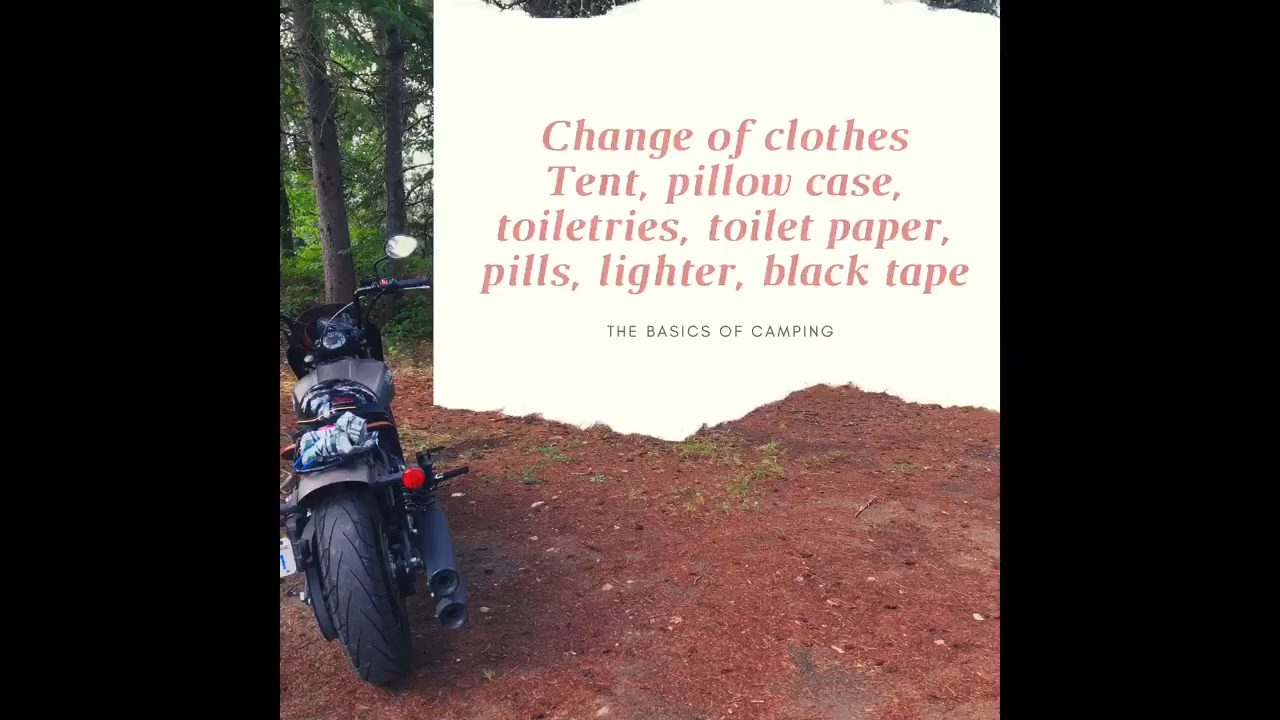 Change of clothes
Tent, pillow case,
toiletries, toilet paper,
pills, lighter, black tape
THE BASICS OF CAMPING